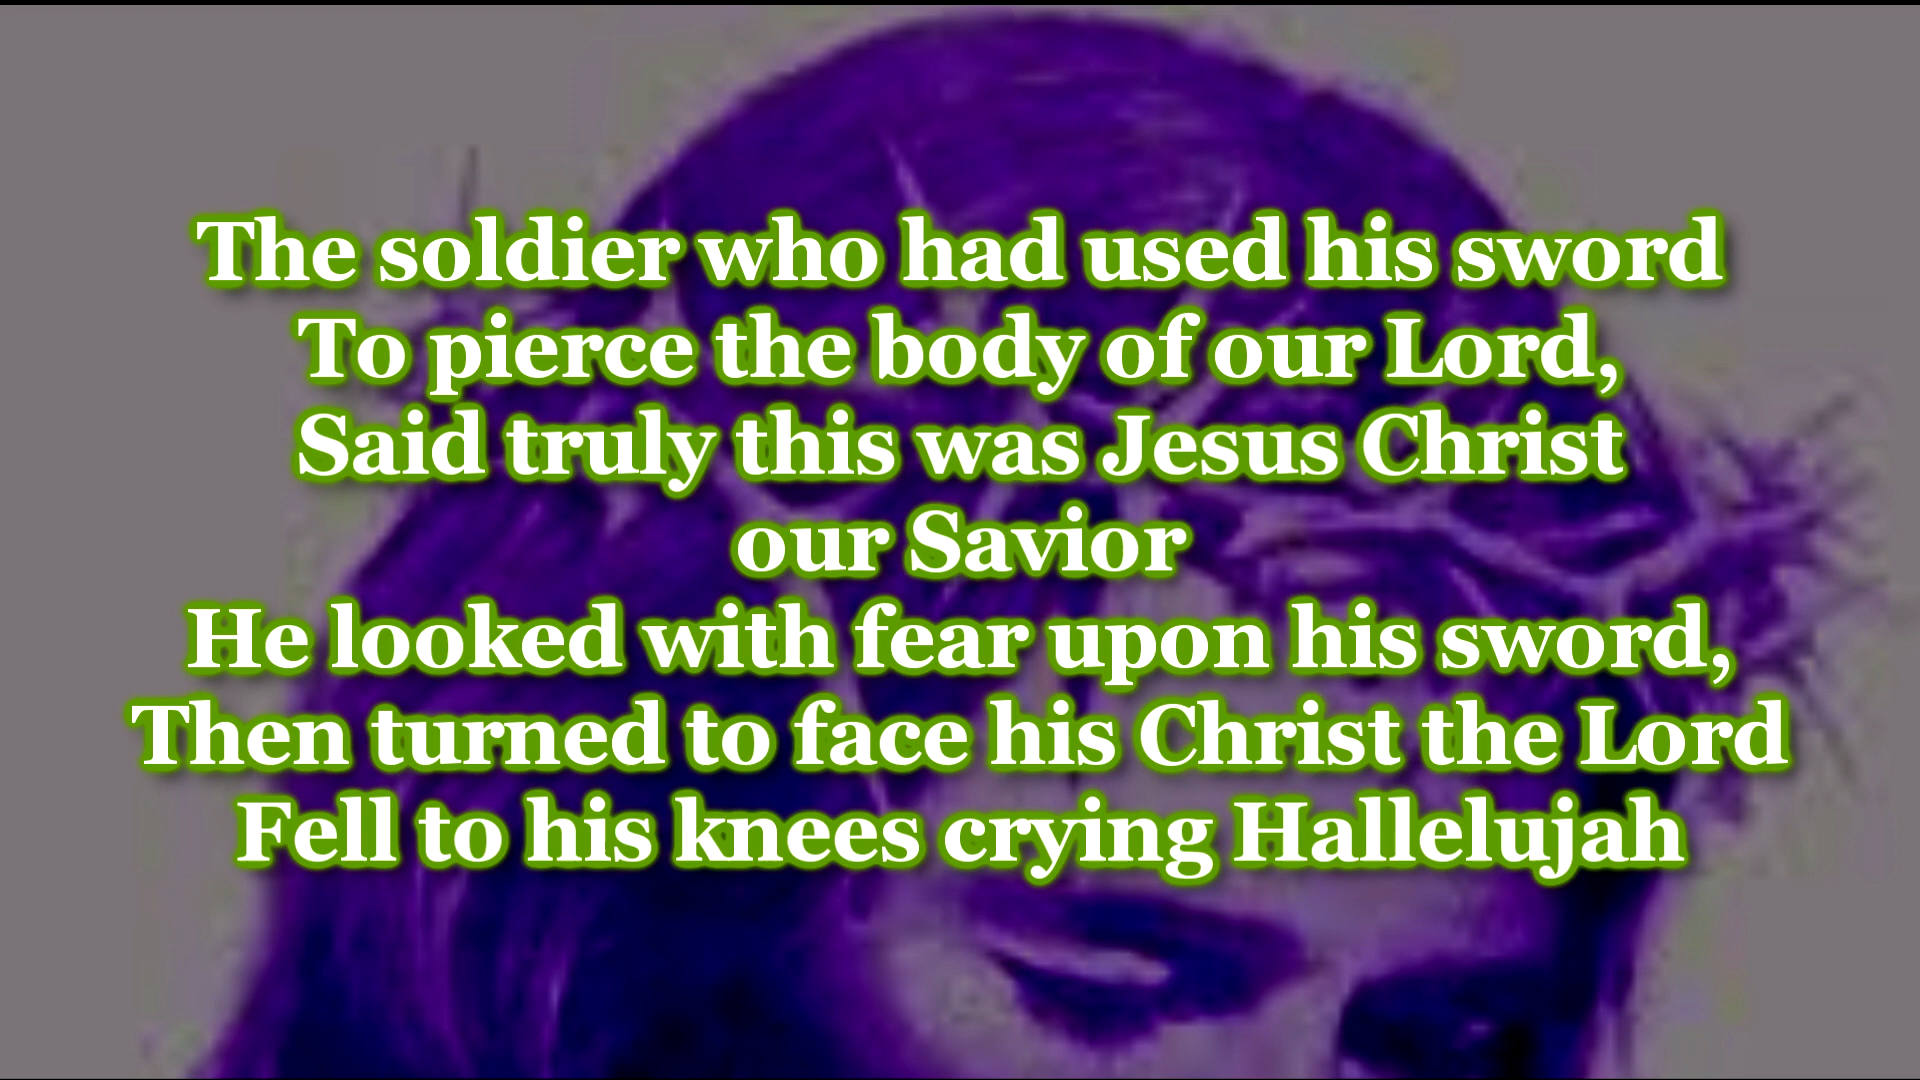 The soldier who had used his sword
To pierce the body of our Lord,
Said truly this was Jesus Christ
our Savior
He looked with fear upon his sword,
Then turned to face his Christ the Lord
Fell to his knees crying Hallelujah